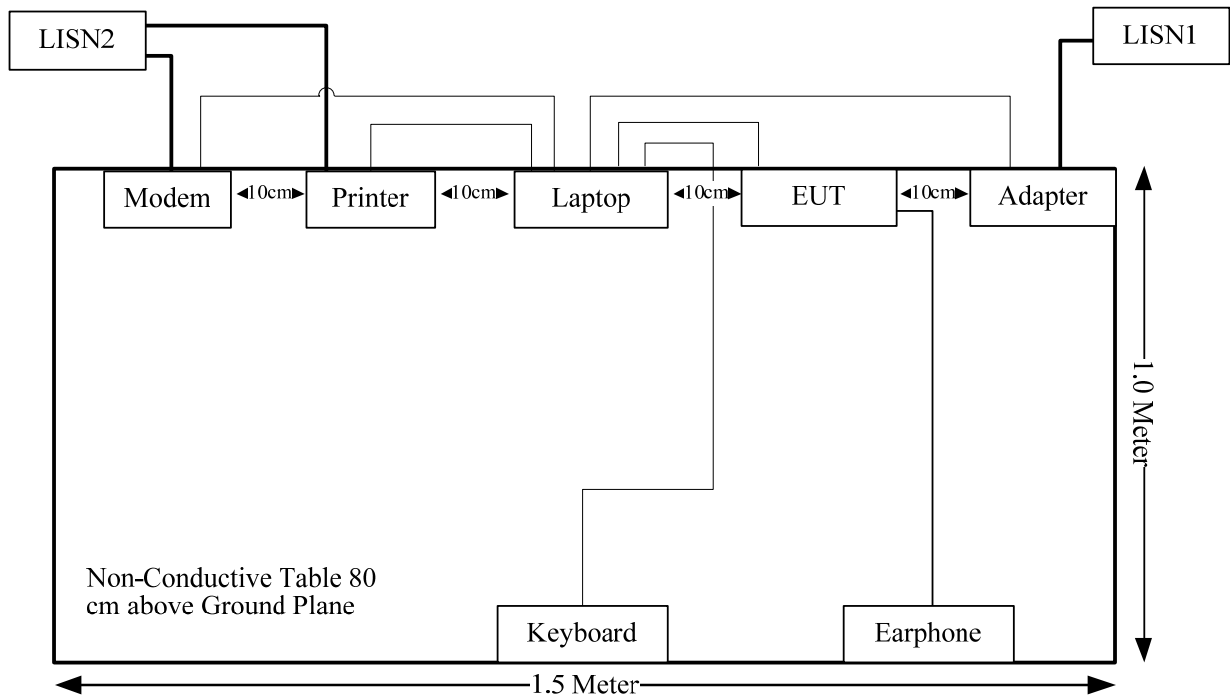 LISN2
LISN1
Modem
10cm
Printer
10cm
Laptop
10cm
EUT
10cm
Adapter
1.0 Meter
Non-Conductive Table 80
cm above Ground Plane
Keyboard
Earphone
1.5 Meter